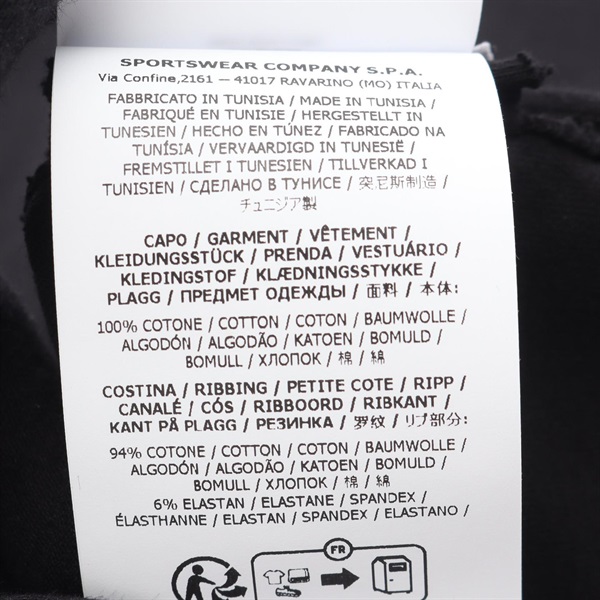 SPORTSWEAR COMPANY S.P.A.
Via Confine,2161 — 41017 RAVARINO (MO) ITALIA
FABBRICATO IN TUNISIA / MADE IN TUNISIA /
FABRIQUÉ EN TUNISIE / HERGESTELLT IN
TUNESIEN / HECHO EN TÚNEZ / FABRICADO NA
TUNÍSIA / VERVAARDIGD IN TUNESIË /
FREMSTILLET I TUNESIEN / TILLVERKAD I
TUNISIEN / СДЕЛАНО В ТУНИСЕ / 突尼斯制造 /
チュニジア製
CAPO / GARMENT / VÊTEMENT /
KLEIDUNGSSTÜCK / PRENDA / VESTUÁRIO /
KLEDINGSTOF / KLÆDNINGSSTYKKE /
PLAGG / ПРЕДМЕТ ОДЕЖДЫ / 面料 / 本体:
100% COTONE / COTTON / COTON / BAUMWOLLE /
ALGODÓN / ALGODÃO / KATOEN / BOMULD /
BOMULL / ХЛОПОК / 棉 / 綿
COSTINA / RIBBING / PETITE COTE / RIPP /
CANALÉ / CÓS / RIBBOORD / RIBKANT /
KANT PÅ PLAGG / РЕЗИНКА / 罗纹 / リブ部分:
94% COTONE / COTTON / COTON / BAUMWOLLE /
ALGODÓN / ALGODÃO / KATOEN / BOMULD /
BOMULL / ХЛОПОК / 棉 / 綿
6% ELASTAN / ELASTANE / SPANDEX /
ÉLASTHANNE / ELASTAN / SPANDEX / ELASTANO /
FR